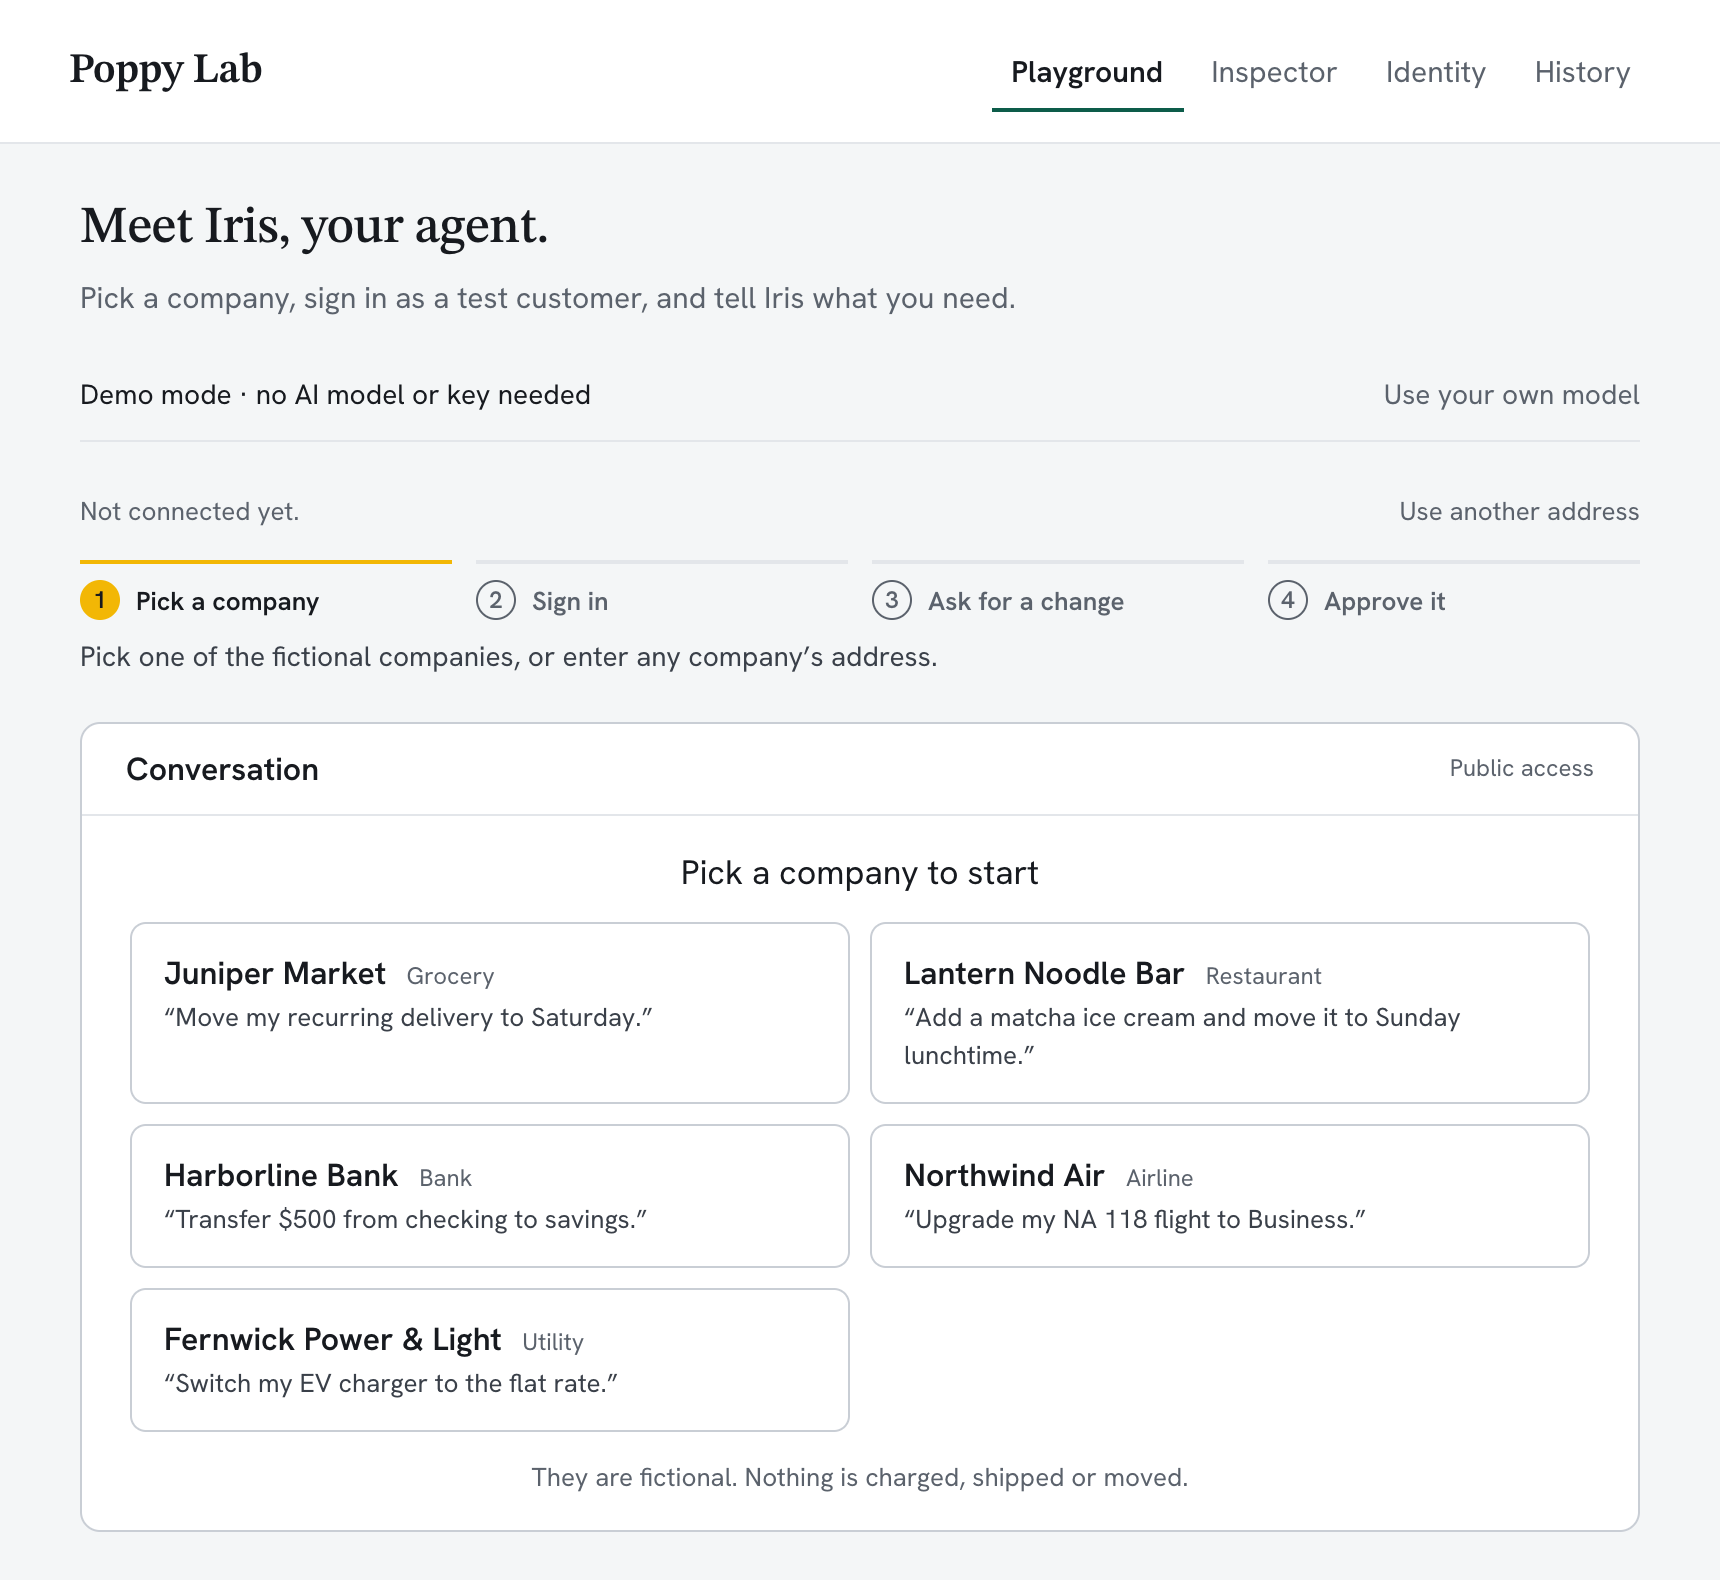 Poppy Lab
Playground
Inspector
Identity
History
Meet Iris, your agent.
Pick a company, sign in as a test customer, and tell Iris what you need.
Demo mode · no AI model or key needed
Use your own model
Not connected yet.
Use another address
1 Pick a company
2 Sign in
3 Ask for a change
4 Approve it
Pick one of the fictional companies, or enter any company’s address.
Conversation
Public access
Pick a company to start
Juniper Market Grocery
“Move my recurring delivery to Saturday.”
Lantern Noodle Bar Restaurant
“Add a matcha ice cream and move it to Sunday
lunchtime.”
Harborline Bank Bank
“Transfer $500 from checking to savings.”
Northwind Air Airline
“Upgrade my NA 118 flight to Business.”
Fernwick Power & Light Utility
“Switch my EV charger to the flat rate.”
They are fictional. Nothing is charged, shipped or moved.